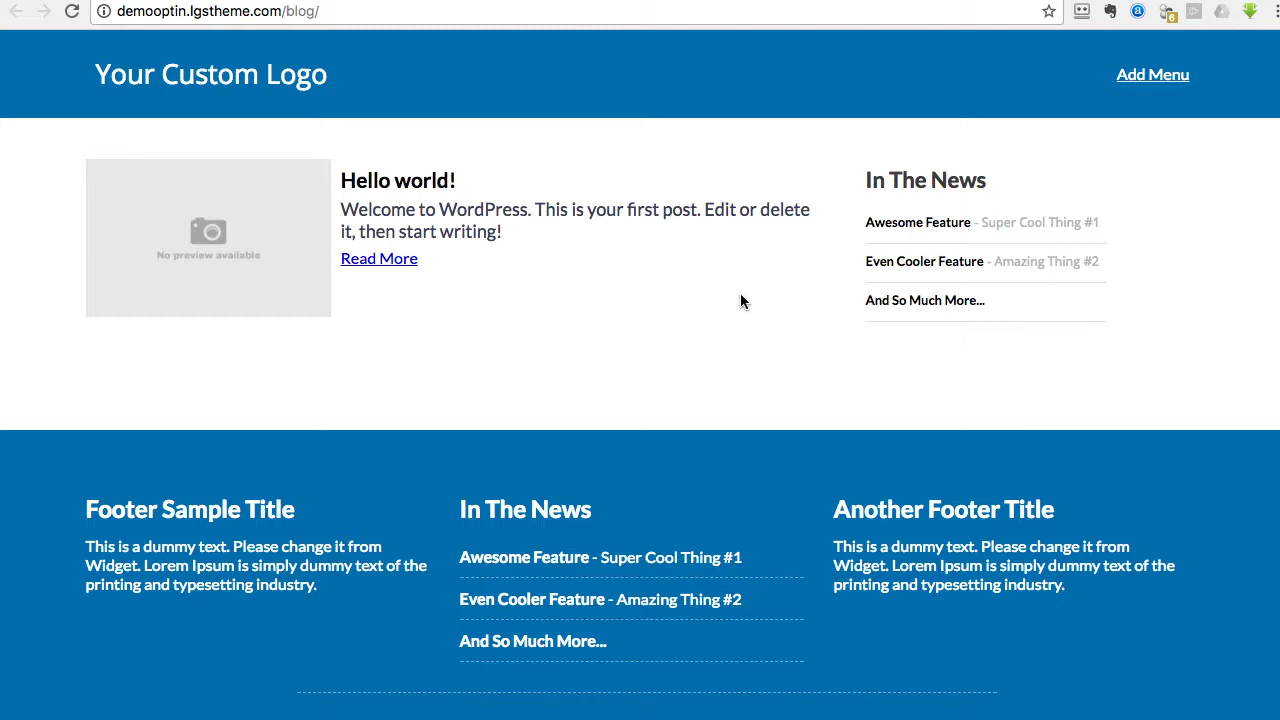 demooptin.lgstheme.com/blog/
6
Your Custom Logo
Add Menu
No preview available
Hello world!
Welcome to WordPress. This is your first post. Edit or delete
it, then start writing!
Read More
In The News
Awesome Feature - Super Cool Thing #1
Even Cooler Feature - Amazing Thing #2
And So Much More...
Footer Sample Title
This is a dummy text. Please change it from
Widget. Lorem Ipsum is simply dummy text of the
printing and typesetting industry.
In The News
Awesome Feature - Super Cool Thing #1
Even Cooler Feature - Amazing Thing #2
And So Much More...
Another Footer Title
This is a dummy text. Please change it from
Widget. Lorem Ipsum is simply dummy text of the
printing and typesetting industry.